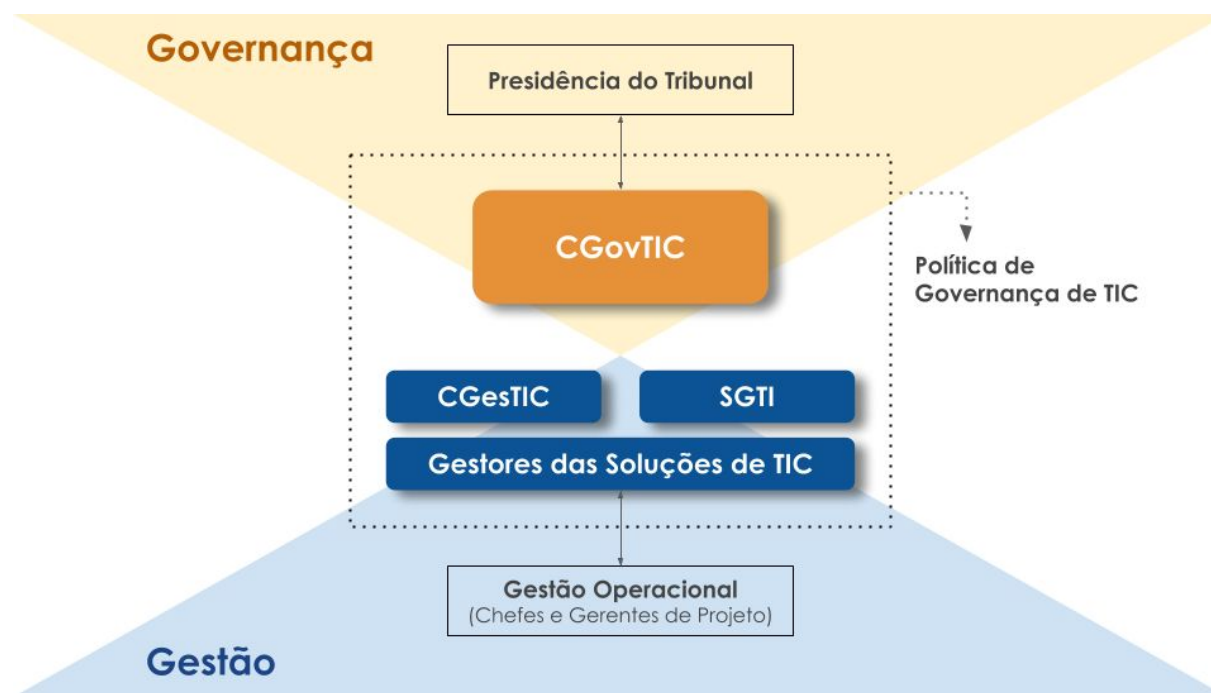 Governança
Presidência do Tribunal
CGovTIC
Política de
Governança de TIC
CGesTIC
SGTI
Gestores das Soluções de TIC
Gestão Operacional
(Chefes e Gerentes de Projeto)
Gestão